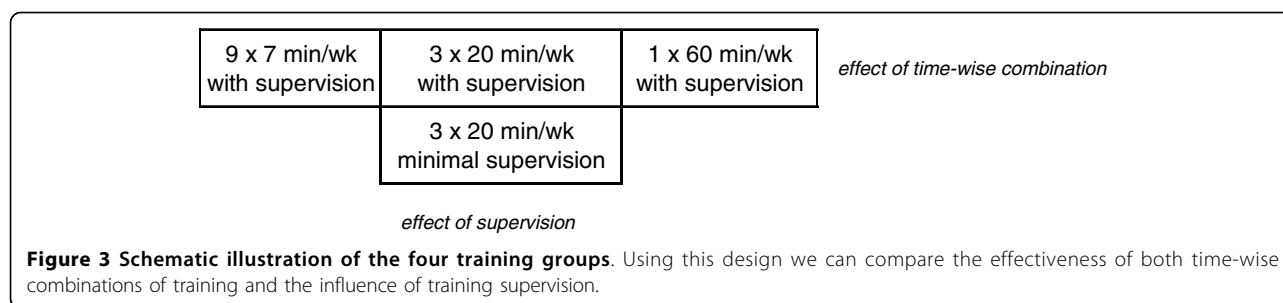 9 x 7 min/wk
with supervision
3 x 20 min/wk
with supervision
1 x 60 min/wk
with supervision
effect of time-wise combination
3 x 20 min/wk
minimal supervision
effect of supervision
Figure 3 Schematic illustration of the four training groups. Using this design we can compare the effectiveness of both time-wise
combinations of training and the influence of training supervision.